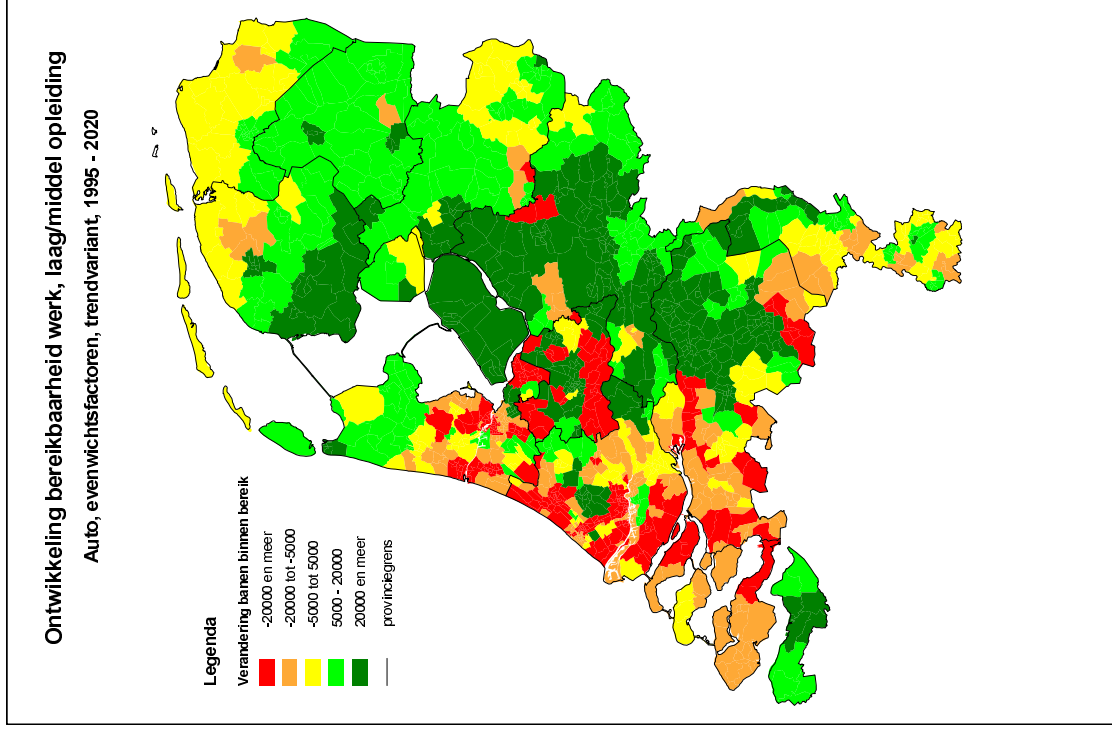 Ontwikkeling bereikbaarheid werk, laag/middel opleiding
Auto, evenwichtsfactoren, trendvariant, 1995 - 2020
Legenda
Verandering banen binnen bereik
-20000 en meer
-20000 tot -5000
-5000 tot 5000
5000 - 20000
20000 en meer
provinciegrens